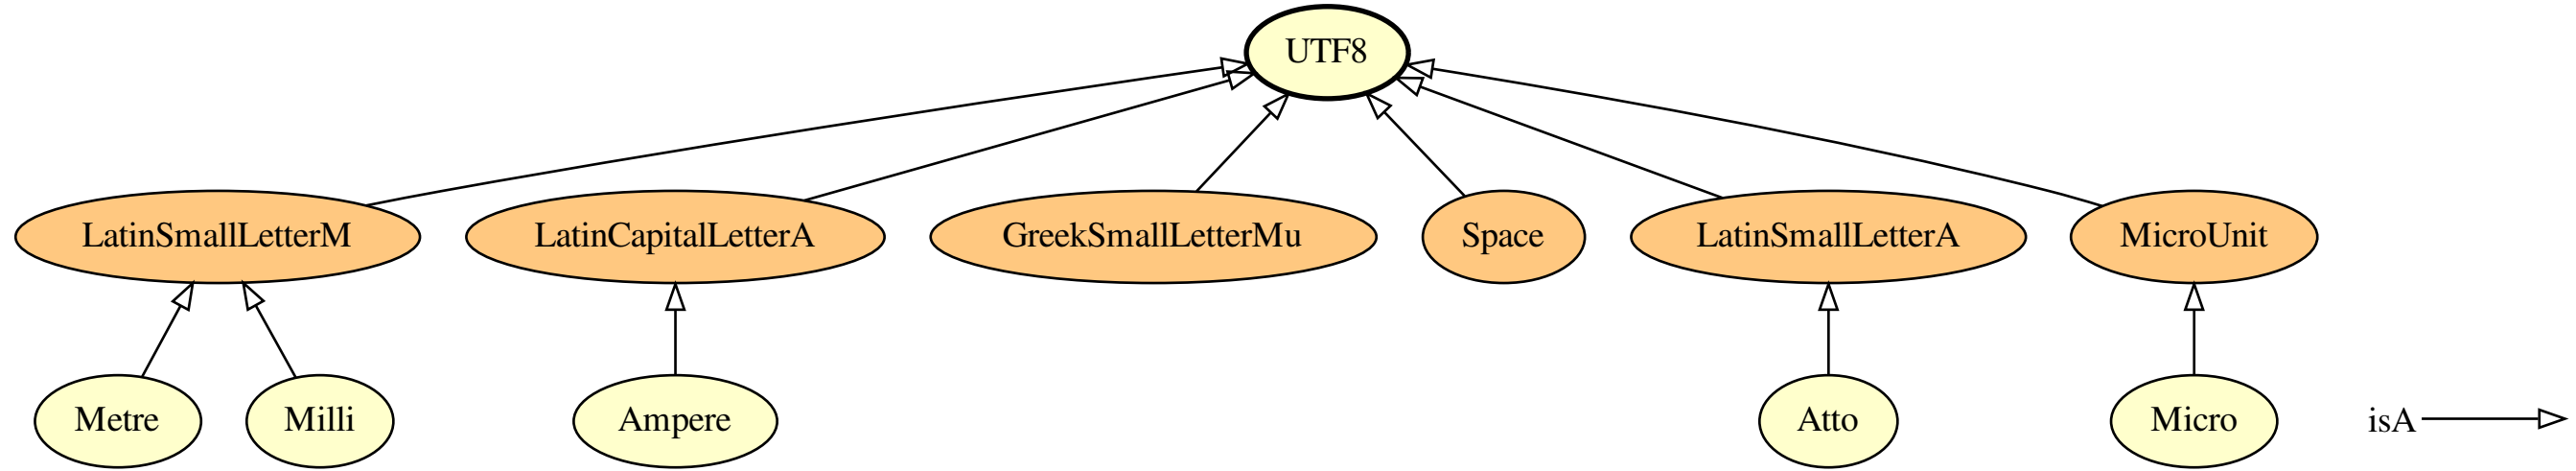 UTF8
LatinSmallLetterM
LatinCapitalLetterA
GreekSmallLetterMu
Space
LatinSmallLetterA
MicroUnit
Metre
Milli
Ampere
Atto
Micro
isA